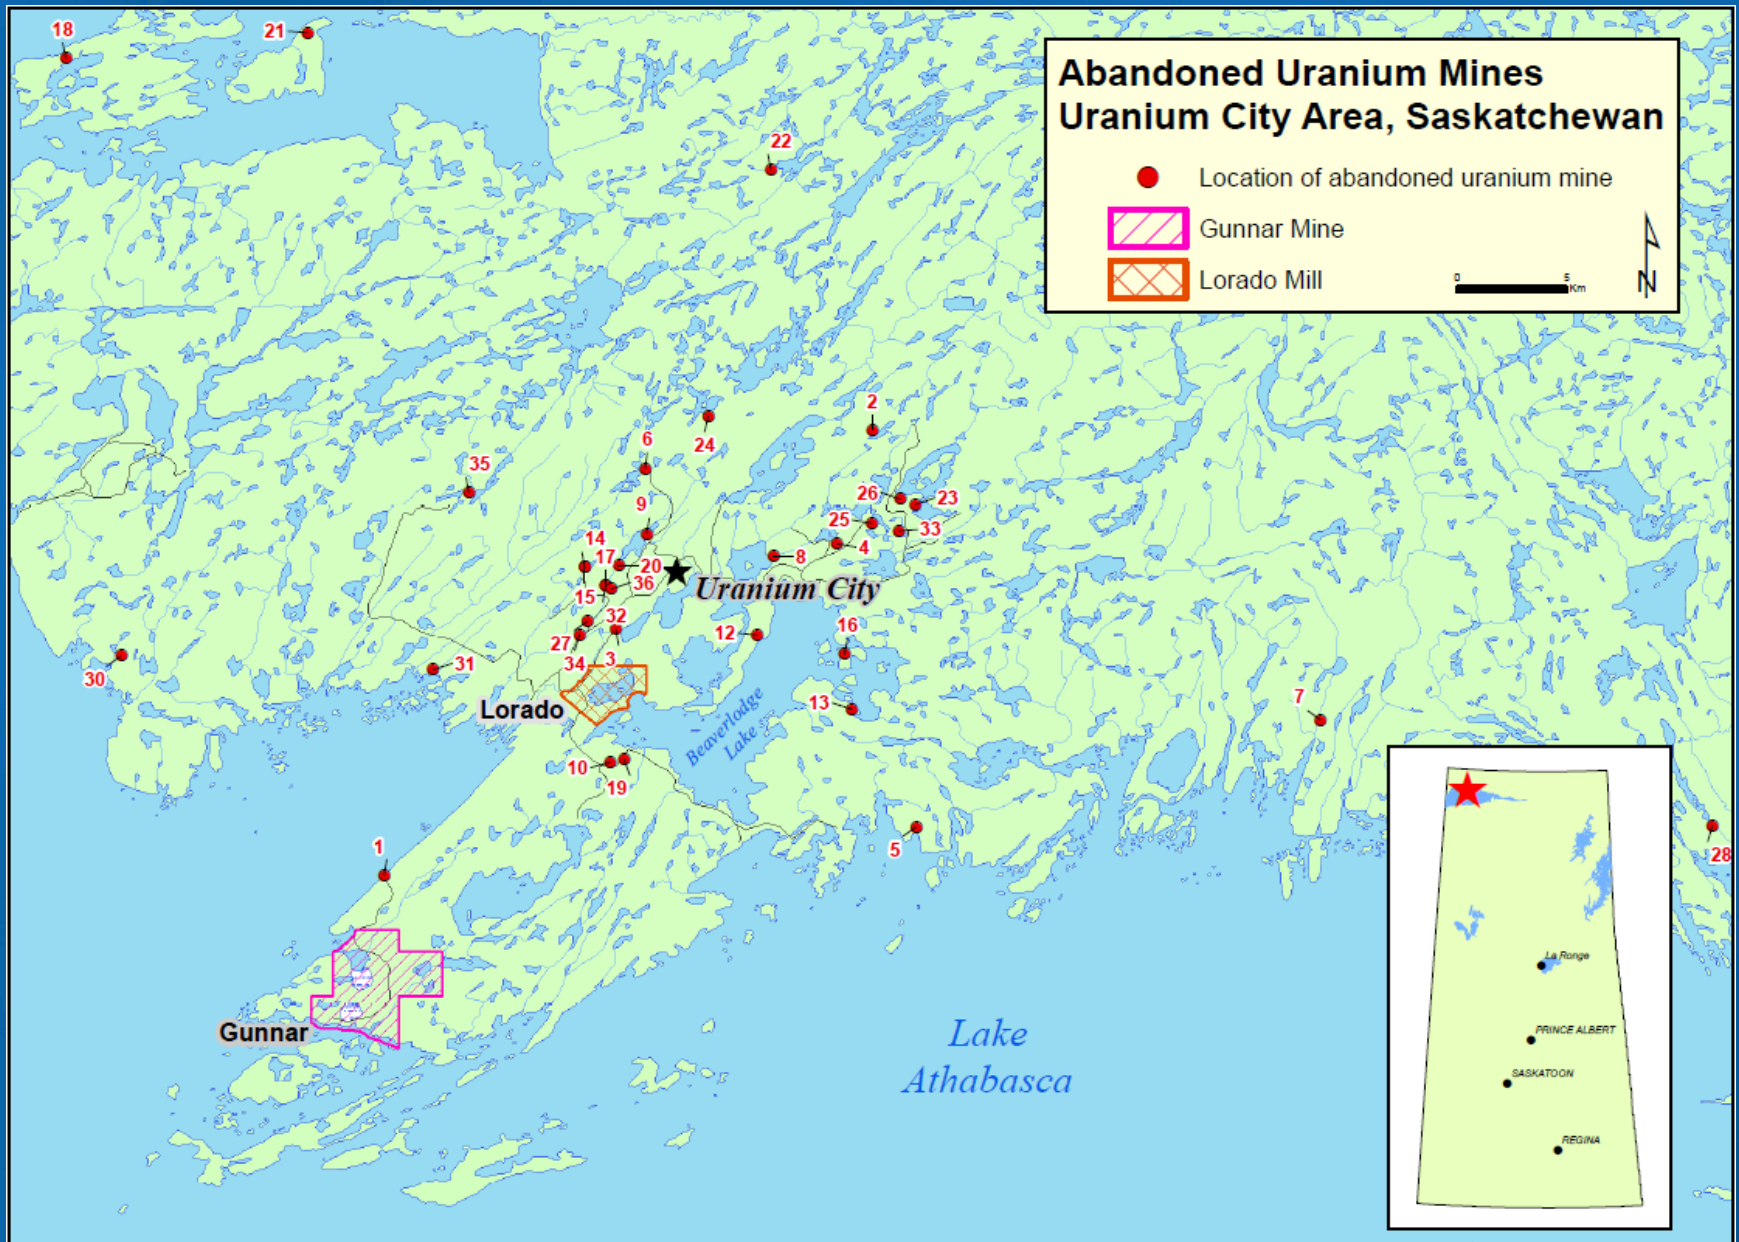 18
21
Abandoned Uranium Mines
Uranium City Area, Saskatchewan
22
Location of abandoned uranium mine
Gunnar Mine
0 5
Km
N
Lorado Mill
2
6
24
35
26
23
9
25
33
14
4
17
8
20
36
Uranium City
15
32
16
12
27
34
3
31
30
7
13
Lorado
Beaverlodge
Lake
10
19
1
5
28
La Ronge
Gunnar
Lake
Athabasca
PRINCE ALBERT
SASKATOON
REGINA